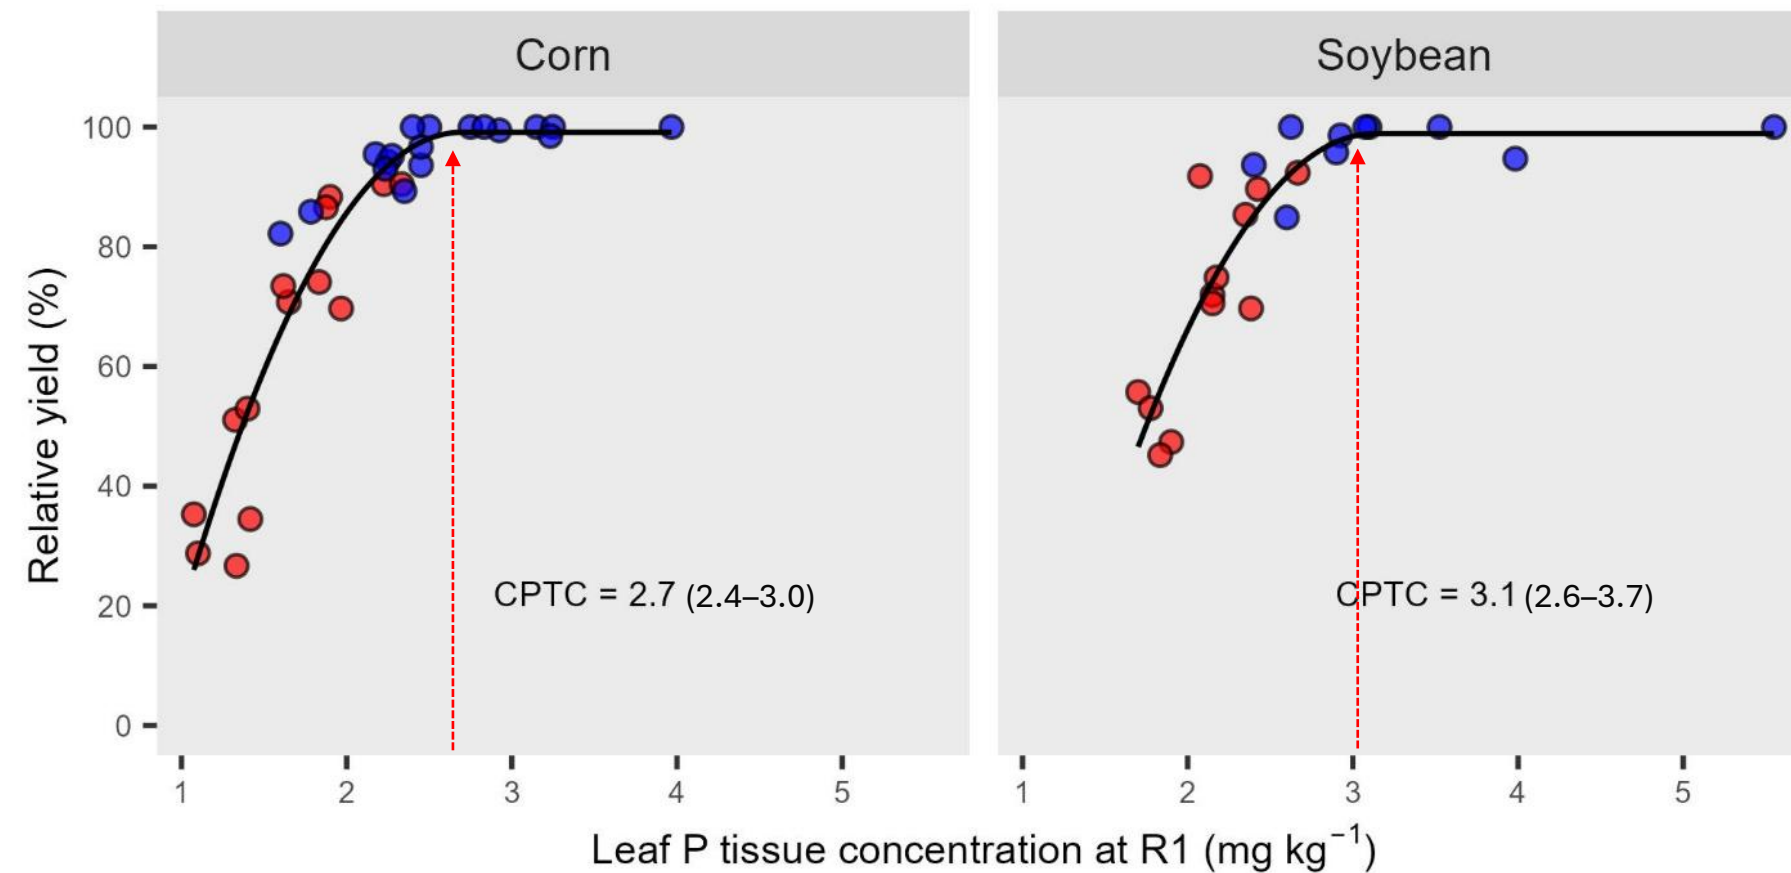 Corn
Soybean
Relative yield (%)
100
80
60
40
20
0
CPTC = 2.7 (2.4–3.0)
CPTC = 3.1 (2.6–3.7)
1 2 3 4 5
1 2 3 4 5
Leaf P tissue concentration at R1 (mg kg⁻¹)